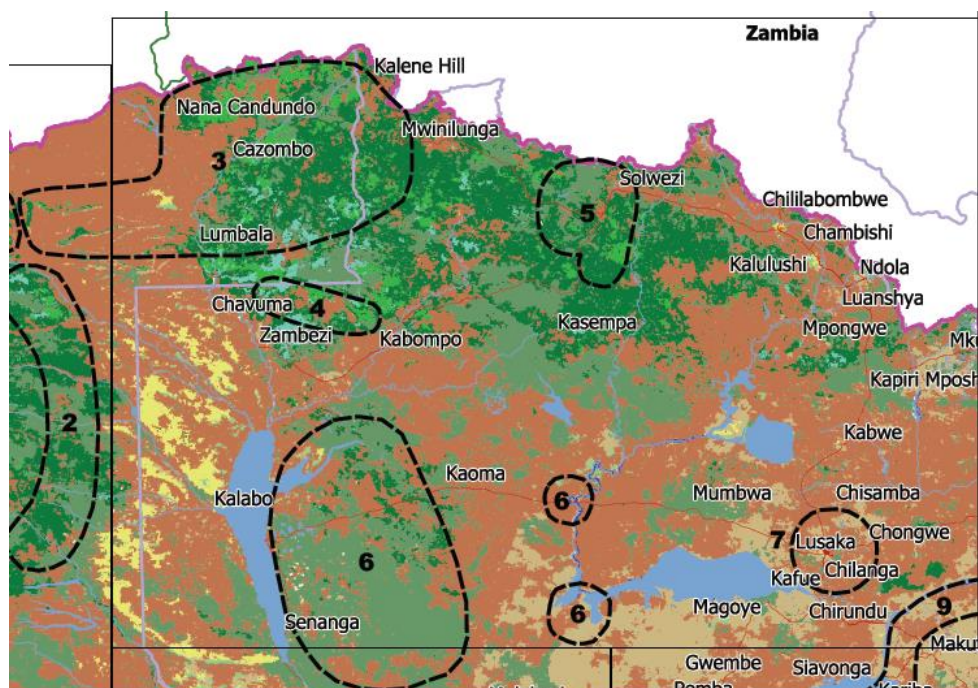 Zambia
Kalene Hill
Nana Candundo
Mwinilunga
Cazombo
3
Solwezi
Chililabombwe
5
Chambishi
Lumbala
Kalulushi
Ndola
Luanshya
Chavuma
4
Zambezi
Kabompo
Kasempa
Mpongwe
Kapiri Mposh
2
Kabwe
Kaoma
Kalabo
6
Mumbwa
Chisamba
7
Lusaka
Chongwe
6
Chilanga
Kafue
6
Magoye
Chirundu
9
Senanga
Maku
Gwembe
Siavonga